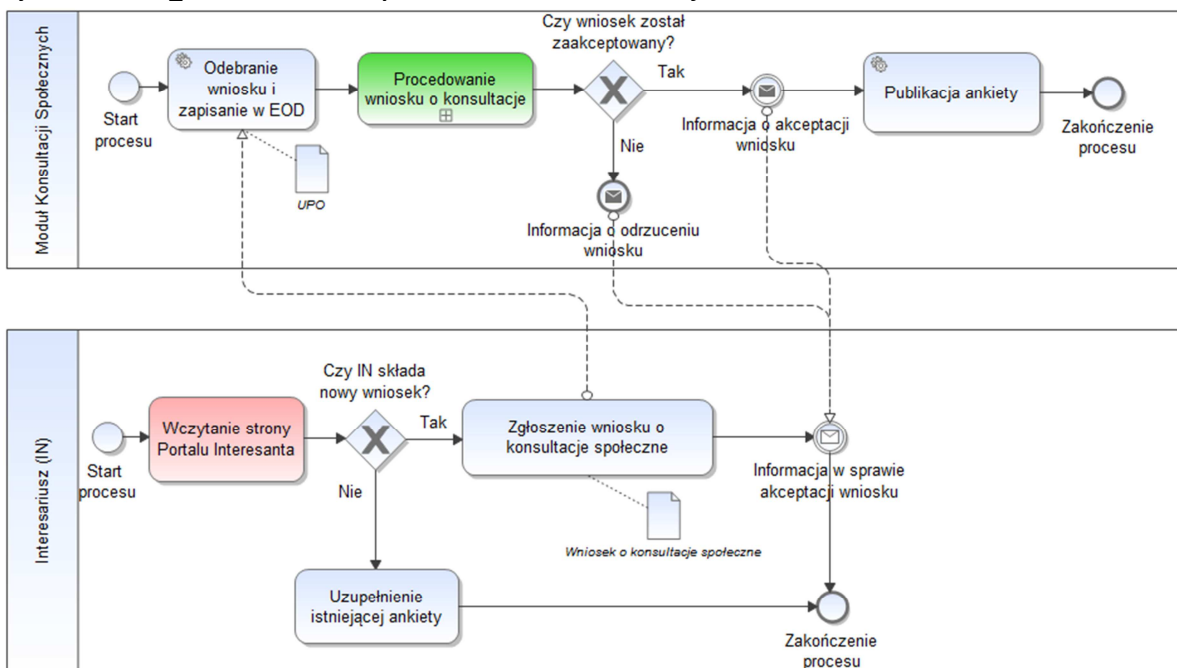 Moduł Konsultacji Społecznych
Czy wniosek został
zaakceptowany?
Start
procesu
Odebranie
wniosku i
zapisanie w EOD
UPO
Procedowanie
wniosku o konsultacje
Tak
Nie
Informacja o akceptacji
wniosku
Publikacja ankiety
Zakończenie
procesu
Informacja o odrzuceniu
wniosku
Interesariusz (IN)
Czy IN składa
nowy wniosek?
Start
procesu
Wczytanie strony
Portalu Interesanta
Tak
Nie
Zgłoszenie wniosku o
konsultacje społeczne
Wniosek o konsultacje społeczne
Informacja w sprawie
akceptacji wniosku
Uzupełnienie
istniejącej ankiety
Zakończenie
procesu